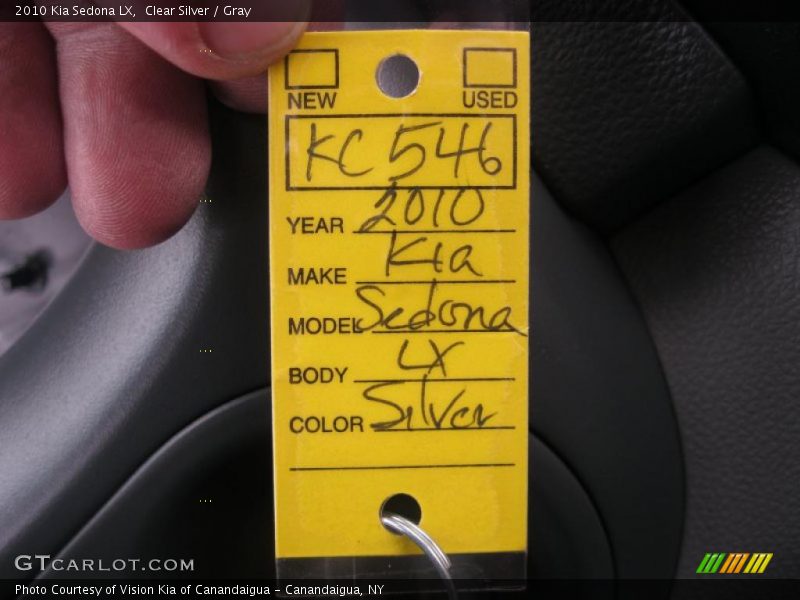 2010 Kia Sedona LX, Clear Silver / Gray
NEW USED
KC546
YEAR 2010
MAKE Kia
MODEL Sedona
BODY LX
COLOR Silver
GTCARLOT.COM
Photo Courtesy of Vision Kia of Canandaigua - Canandaigua, NY